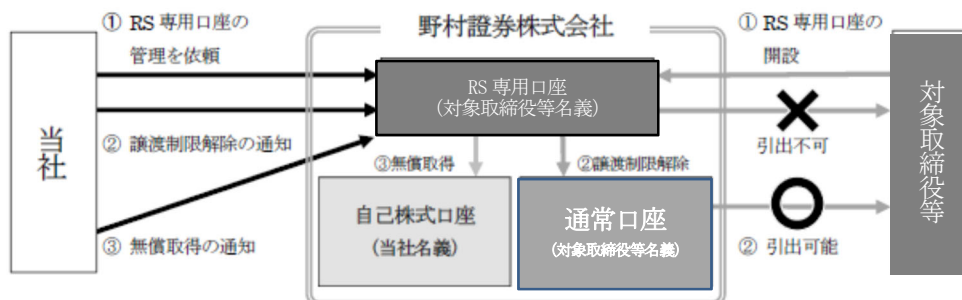 ① RS 専用口座の
管理を依頼
当社
② 譲渡制限解除の通知
③ 無償取得の通知
野村證券株式会社
RS 専用口座
(対象取締役等名義)
③無償取得
②譲渡制限解除
自己株式口座
(当社名義)
通常口座
(対象取締役等名義)
① RS 専用口座の
開設
引出不可
② 引出可能
対象取締役等